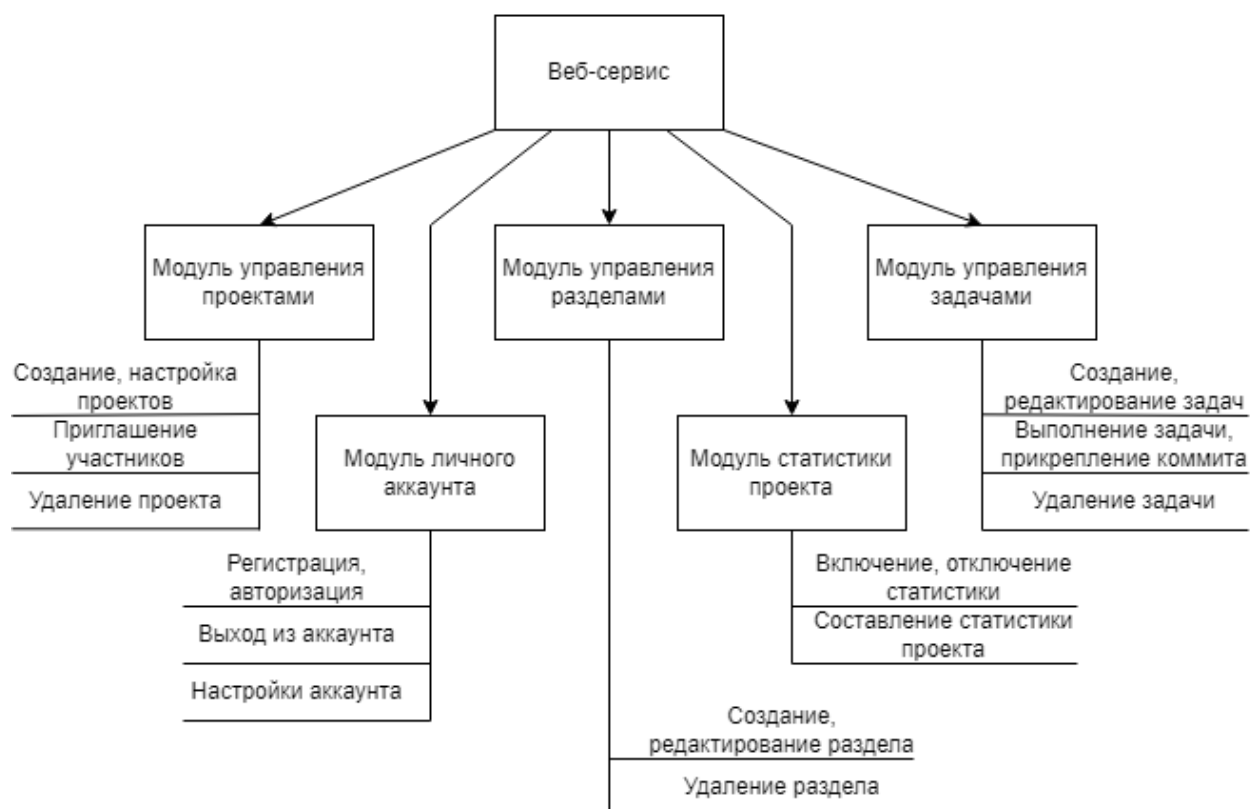 Веб-сервис
Модуль управления
проектами
Модуль управления
разделами
Модуль управления
задачами
Создание, настройка
проектов
Приглашение
участников
Удаление проекта
Модуль личного
аккаунта
Модуль статистики
проекта
Создание,
редактирование задач
Выполнение задачи,
прикрепление коммита
Удаление задачи
Регистрация,
авторизация
Выход из аккаунта
Настройки аккаунта
Включение, отключение
статистики
Составление статистики
проекта
Создание,
редактирование раздела
Удаление раздела